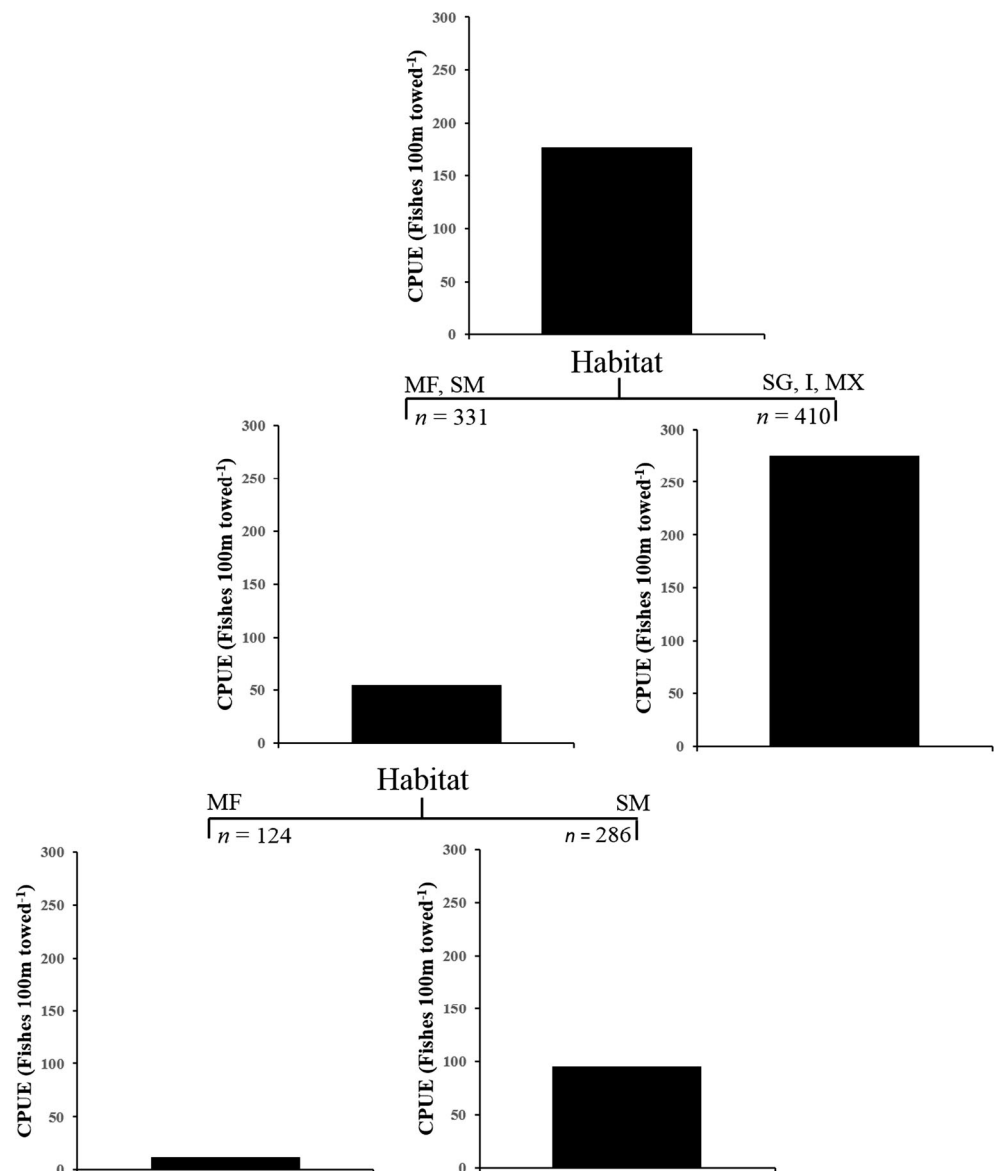 300
250
200
150
100
50
0
CPUE (Fishes 100m towed⁻¹)
Habitat
MF, SM
SG, I, MX
n = 331
n = 410
300
250
200
150
100
50
0
CPUE (Fishes 100m towed⁻¹)
300
250
200
150
100
50
0
CPUE (Fishes 100m towed⁻¹)
Habitat
MF
SM
n = 124
n = 286
300
250
200
150
100
50
0
CPUE (Fishes 100m towed⁻¹)
300
250
200
150
100
50
0
CPUE (Fishes 100m towed⁻¹)